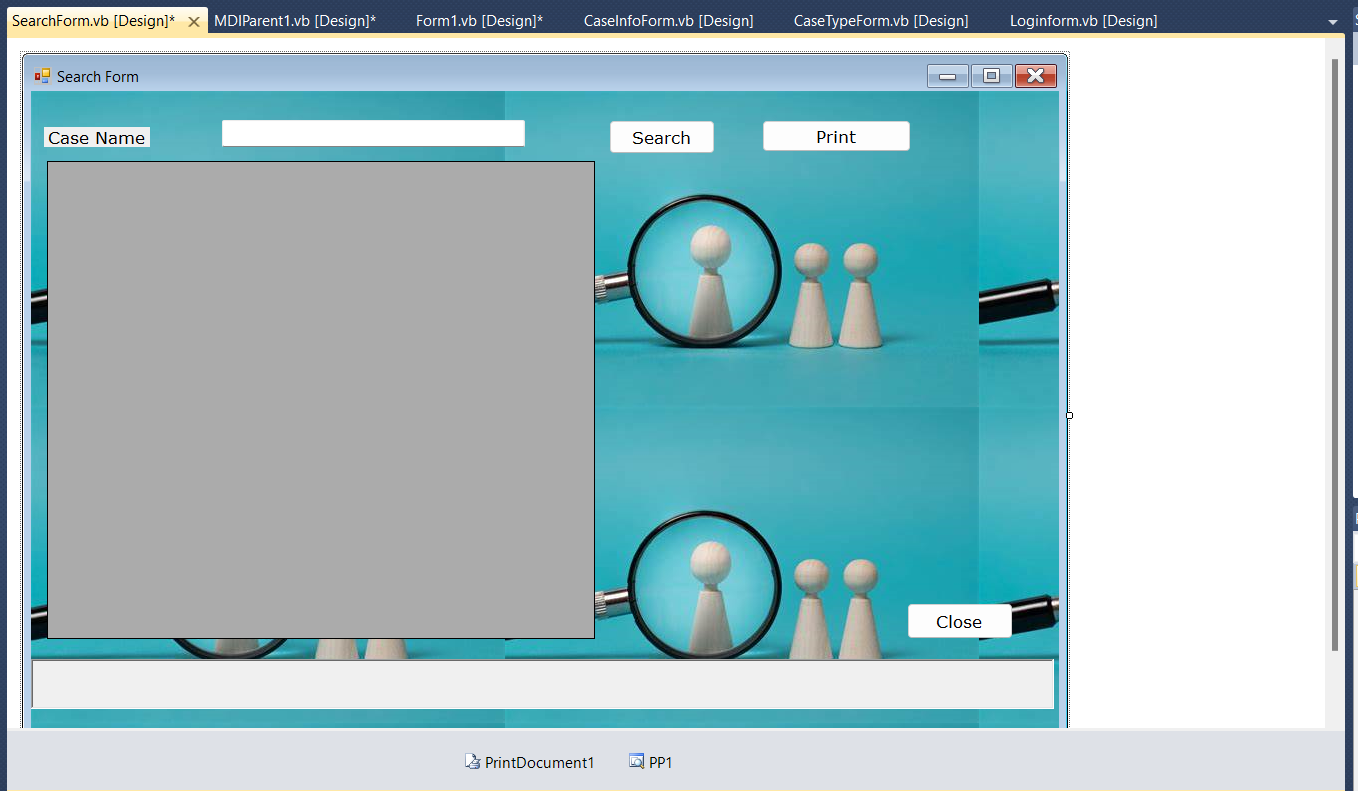 SearchForm.vb [Design]* MDIParent1.vb [Design]* Form1.vb [Design]* CaseInfoForm.vb [Design] CaseTypeForm.vb [Design] Loginform.vb [Design]
Search Form
Case Name Search Print
Close
PrintDocument1 PP1